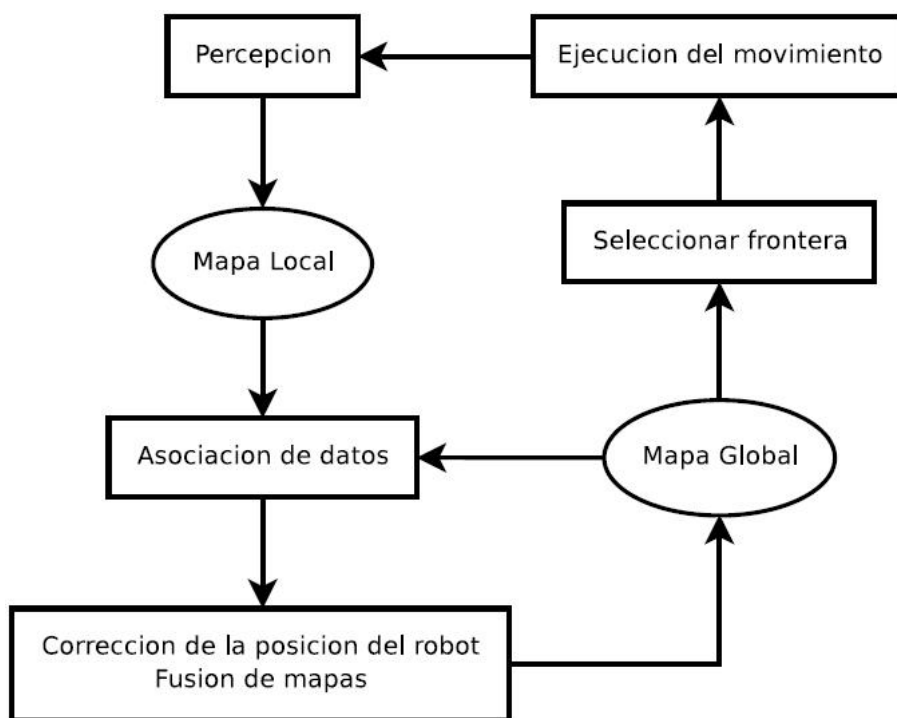 Percepcion
Ejecucion del movimiento
Mapa Local
Seleccionar frontera
Asociacion de datos
Mapa Global
Correccion de la posicion del robot
Fusion de mapas